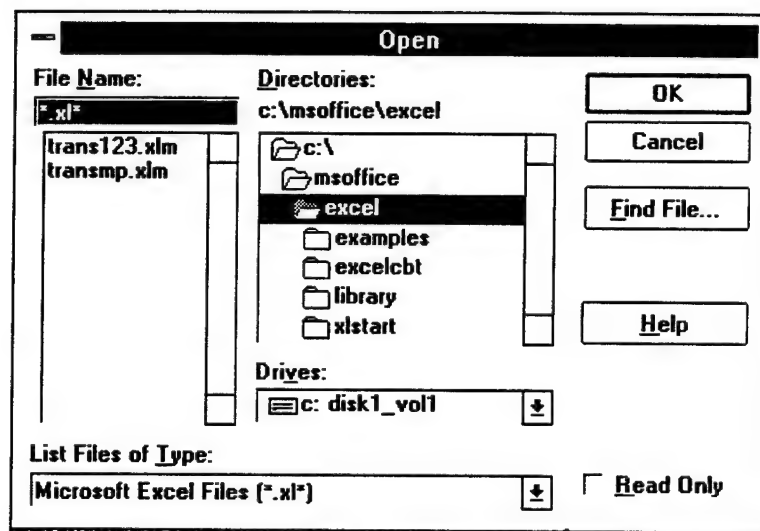 Open
File Name:
*.xl*
trans123.xlm
transmp.xlm
Directories:
c:\msoffice\excel
c:\
msoffice
excel
examples
excelcbt
library
xlstart
Drives:
c: disk1_vol1
List Files of Type:
Microsoft Excel Files (*.xl*)
OK
Cancel
Find File...
Help
Read Only